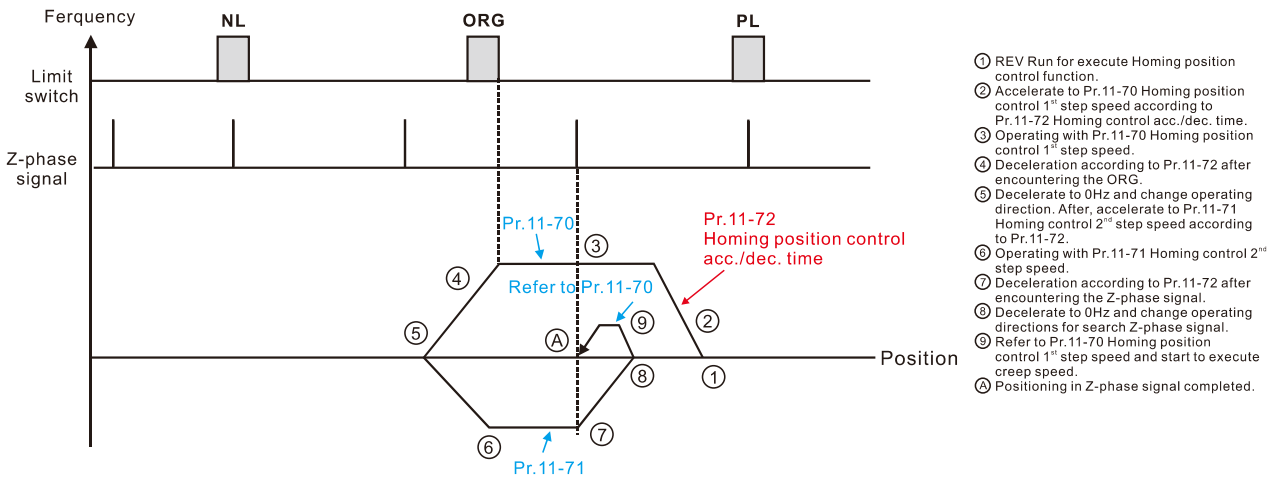 Ferquency
NL
ORG
PL
Limit
switch
Z-phase
signal
Pr.11-70
③
Pr.11-72
Homing position control
acc./dec. time
④
Refer to Pr.11-70
⑨
②
⑤
Ⓐ
Position
⑧
①
⑥
⑦
Pr.11-71
① REV Run for execute Homing position
control function.
② Accelerate to Pr.11-70 Homing position
control 1st step speed according to
Pr.11-72 Homing control acc./dec. time.
③ Operating with Pr.11-70 Homing position
control 1st step speed.
④ Deceleration according to Pr.11-72 after
encountering the ORG.
⑤ Decelerate to 0Hz and change operating
direction. After, accelerate to Pr.11-71
Homing control 2nd step speed according
to Pr.11-72.
⑥ Operating with Pr.11-71 Homing control 2nd
step speed.
⑦ Deceleration according to Pr.11-72 after
encountering the Z-phase signal.
⑧ Decelerate to 0Hz and change operating
directions for search Z-phase signal.
⑨ Refer to Pr.11-70 Homing position
control 1st step speed and start to execute
creep speed.
Ⓐ Positioning in Z-phase signal completed.